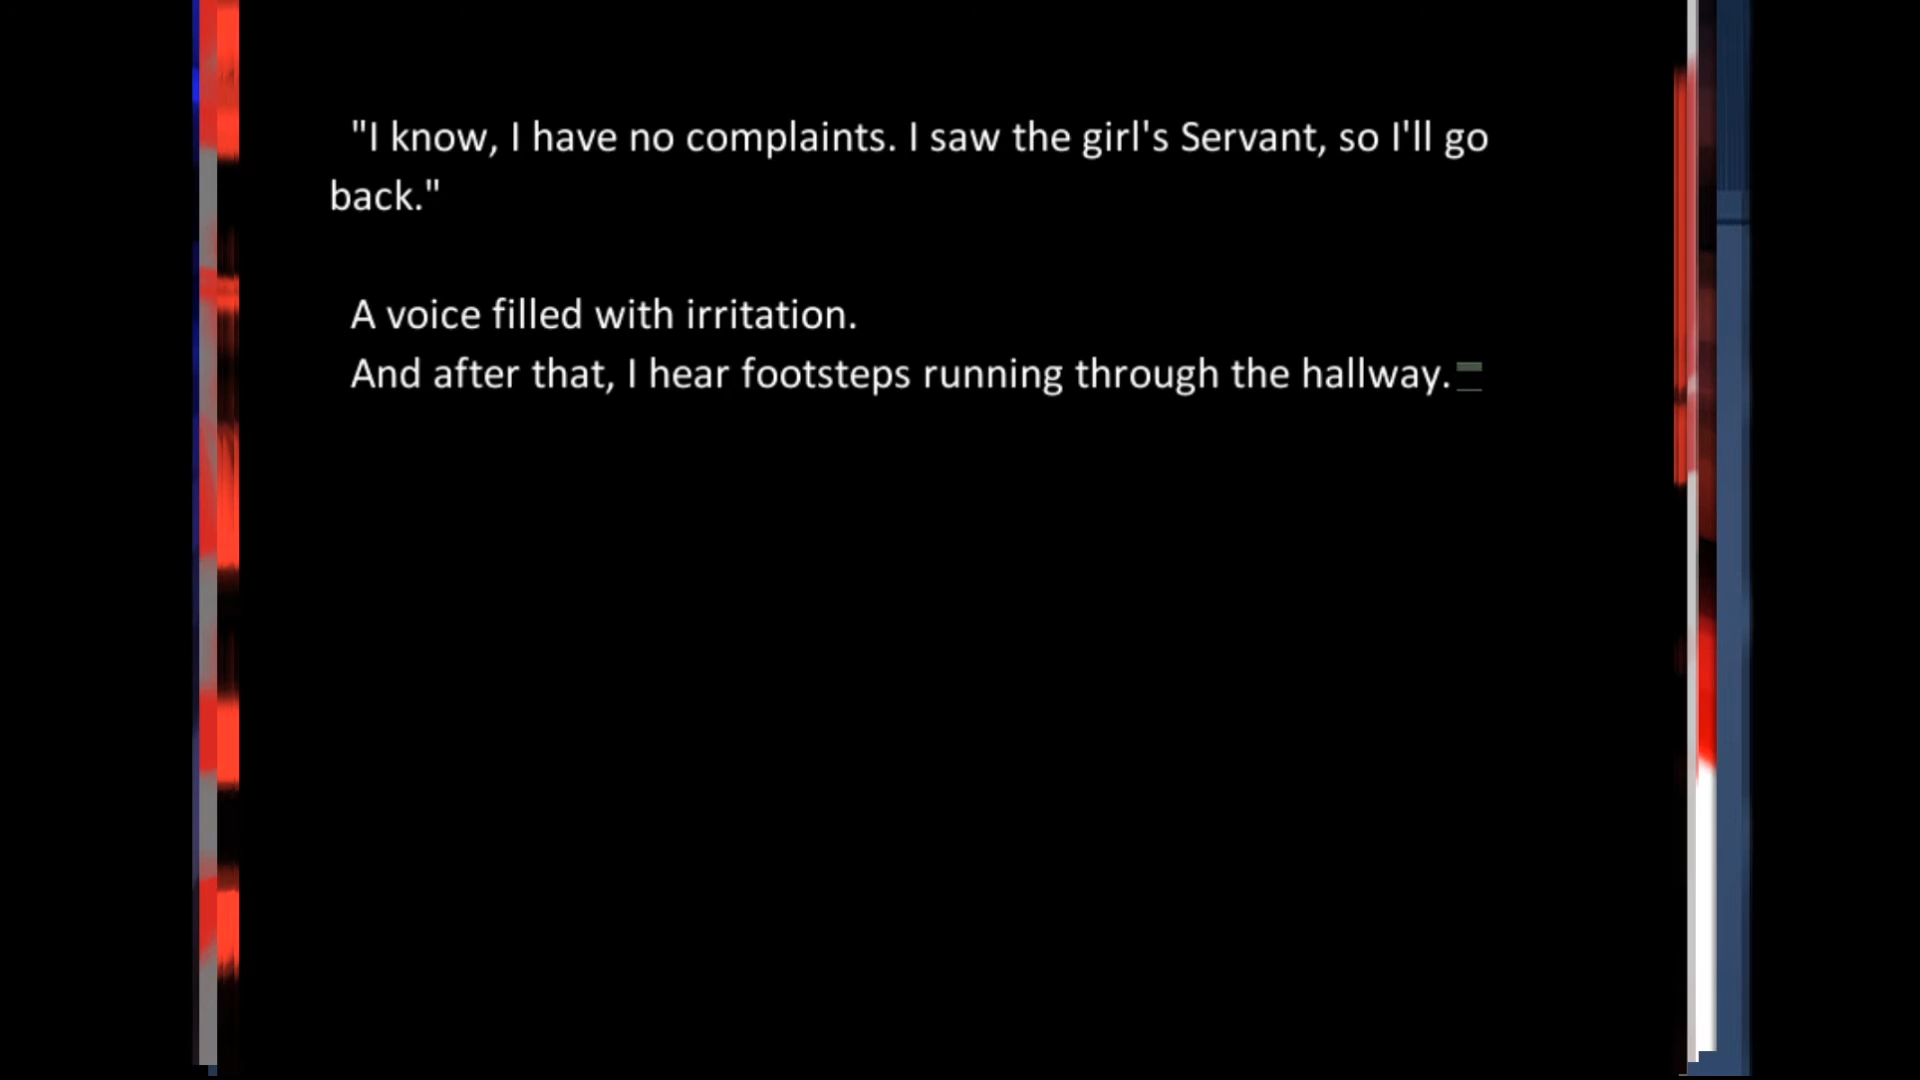 "I know, I have no complaints. I saw the girl's Servant, so I'll go
back."
A voice filled with irritation.
And after that, I hear footsteps running through the hallway.